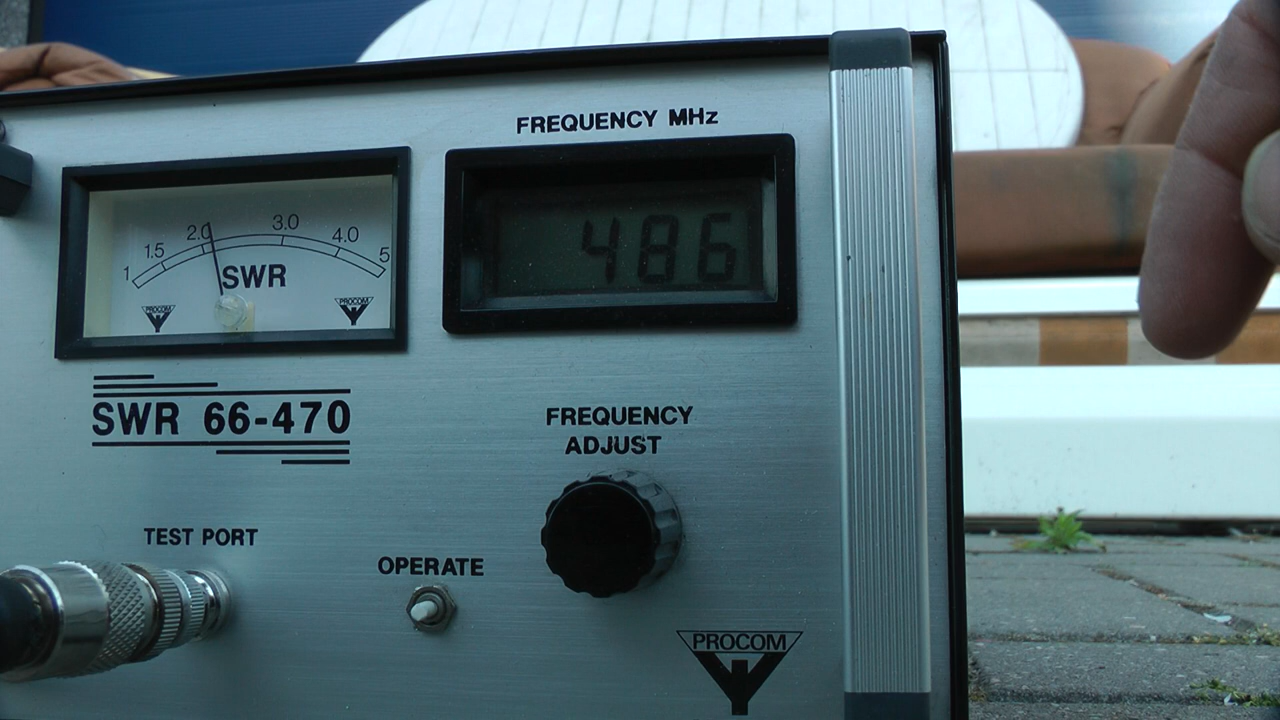 FREQUENCY MHz
1 1.5 2.0 3.0 4.0 5
SWR
PROCOM PROCOM
486
SWR 66-470
FREQUENCY
ADJUST
TEST PORT
OPERATE
PROCOM